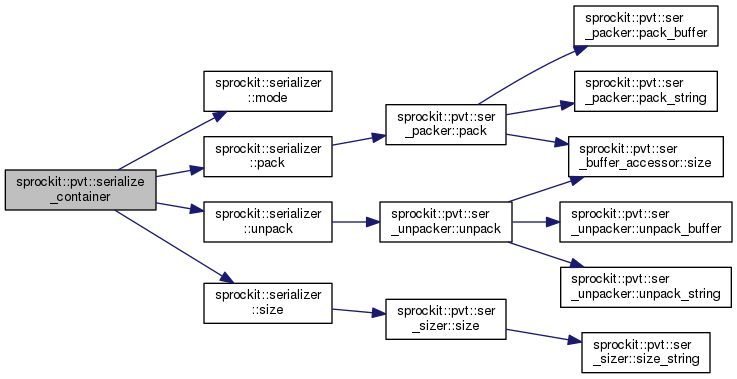 sprockit::pvt::serialize
_container
sprockit::serializer
::mode
sprockit::serializer
::pack
sprockit::serializer
::unpack
sprockit::serializer
::size
sprockit::pvt::ser
_packer::pack
sprockit::pvt::ser
_unpacker::unpack
sprockit::pvt::ser
_sizer::size
sprockit::pvt::ser
_packer::pack_buffer
sprockit::pvt::ser
_packer::pack_string
sprockit::pvt::ser
_buffer_accessor::size
sprockit::pvt::ser
_unpacker::unpack_buffer
sprockit::pvt::ser
_unpacker::unpack_string
sprockit::pvt::ser
_sizer::size_string